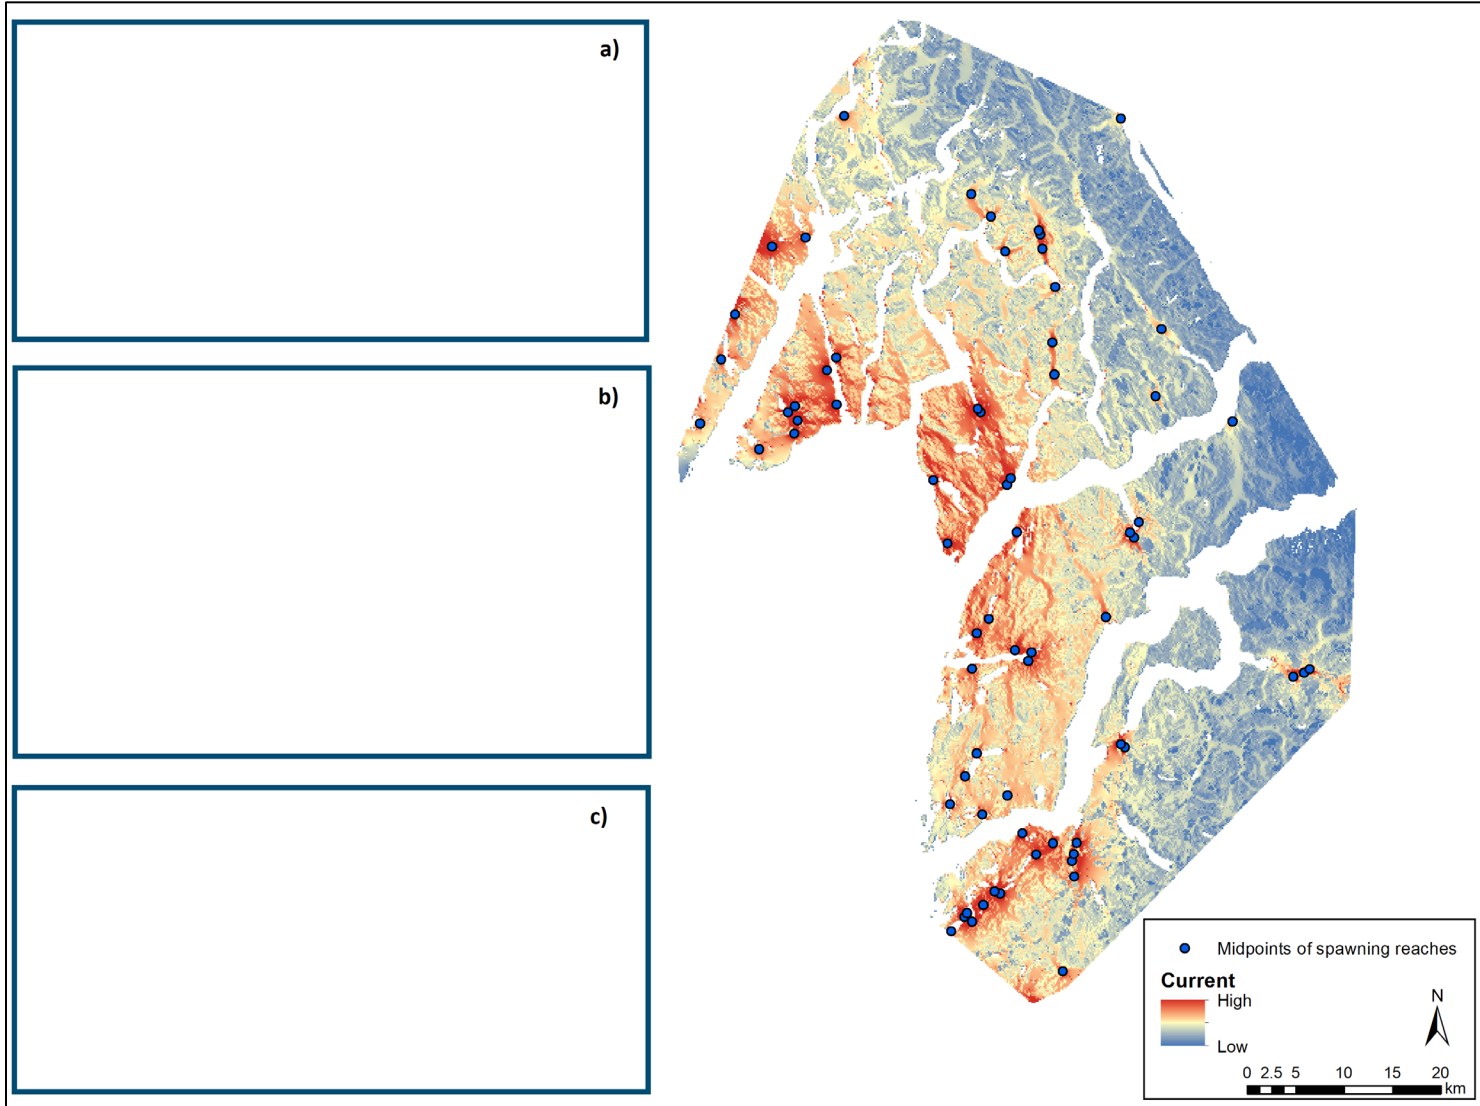 a)
b)
c)
Midpoints of spawning reaches
Current
High
Low
N
0 2.5 5 10 15 20
km